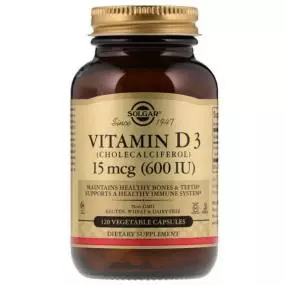 SOLGAR
Since 1947
VITAMIN D3
(CHOLECALCIFEROL)
15 mcg (600 IU)
MAINTAINS HEALTHY BONES & TEETH*
SUPPORTS A HEALTHY IMMUNE SYSTEM*
NON-GMO
GLUTEN, WHEAT & DAIRY FREE
120 VEGETABLE CAPSULES
DIETARY SUPPLEMENT